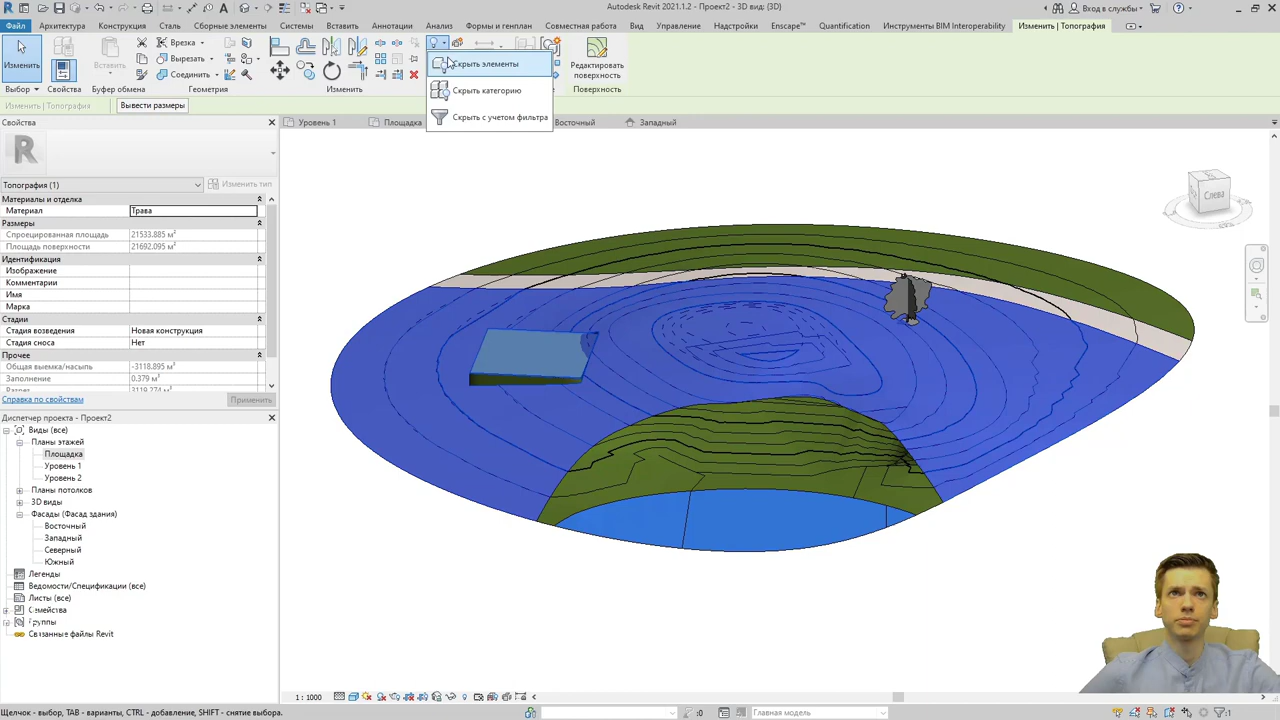 Autodesk Revit 2021.1.2 - Проект2 - 3D вид: {3D}
Вход в службы
Файл Архитектура Конструкция Сталь Сборные элементы Системы Вставить Аннотации Анализ Формы и генплан Совместная работа Вид Управление Надстройки Enscape™ Quantification Инструменты BIM Interoperability Изменить | Топография
Изменить
Вставить
Врезка
Вырезать
Соединить
Скрыть элементы
Скрыть категорию
Скрыть с учетом фильтра
Редактировать
поверхность
Выбор Свойства Буфер обмена Геометрия Изменить Поверхность
Изменить | Топография Вывести размеры
Свойства
Уровень 1 Площадка Восточный Западный
Топография (1) Изменить тип
Материалы и отделка
Материал Трава
Размеры
Спроецированная площадь 21533.885 м²
Площадь поверхности 21692.095 м²
Идентификация
Изображение
Комментарии
Имя
Марка
Стадии
Стадия возведения Новая конструкция
Стадия сноса Нет
Прочее
Общая выемка/насыпь -3118.895 м³
Заполнение 0.379 м³
Справка по свойствам Применить
Диспетчер проекта - Проект2
Виды (все)
Планы этажей
Площадка
Уровень 1
Уровень 2
Планы потолков
3D виды
Фасады (Фасад здания)
Восточный
Западный
Северный
Южный
Легенды
Ведомости/Спецификации (все)
Листы (все)
Семейства
Группы
Связанные файлы Revit
Слева
1 : 1000
Щелчок - выбор, TAB - варианты, CTRL - добавление, SHIFT - снятие выбора.
:0
Главная модель
:1